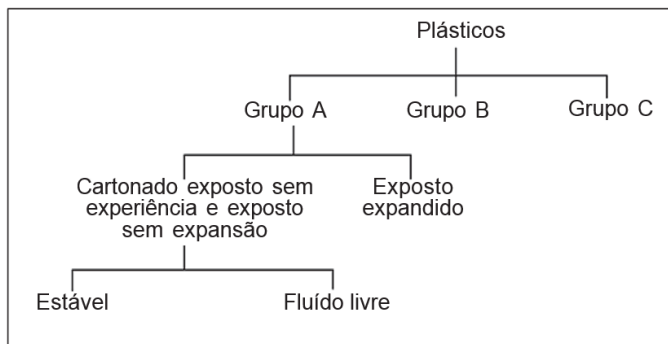 Plásticos
Grupo A
Grupo B
Grupo C
Cartonado exposto sem
experiência e exposto
sem expansão
Exposto
expandido
Estável
Fluído livre